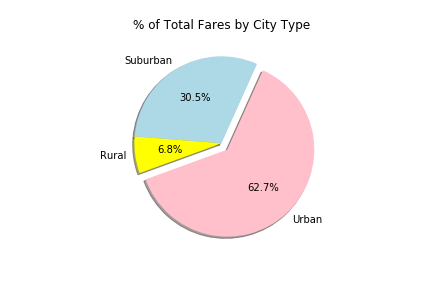 % of Total Fares by City Type
Suburban
30.5%
Rural
6.8%
62.7%
Urban